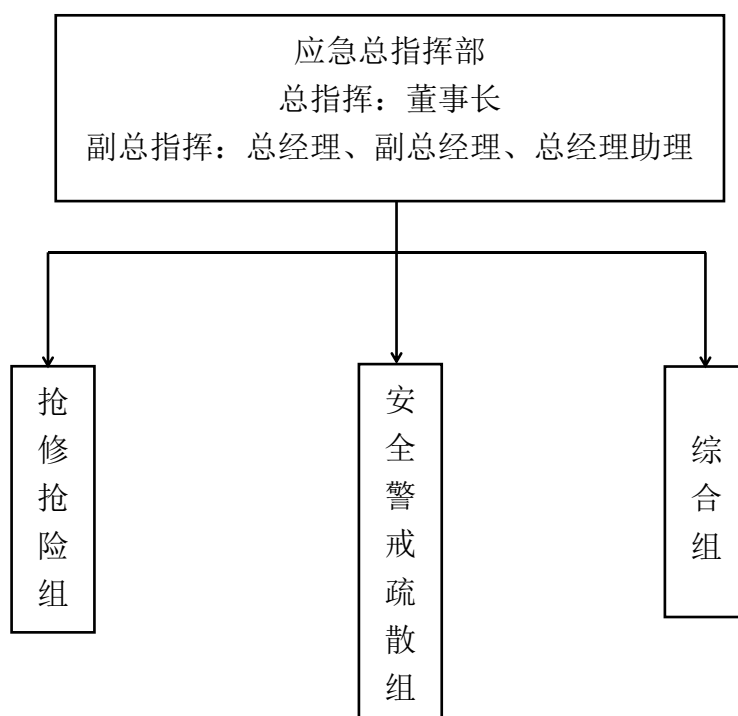 应急总指挥部
总指挥：董事长
副总指挥：总经理、副总经理、总经理助理
抢修抢险组
安全警戒疏散组
综合组